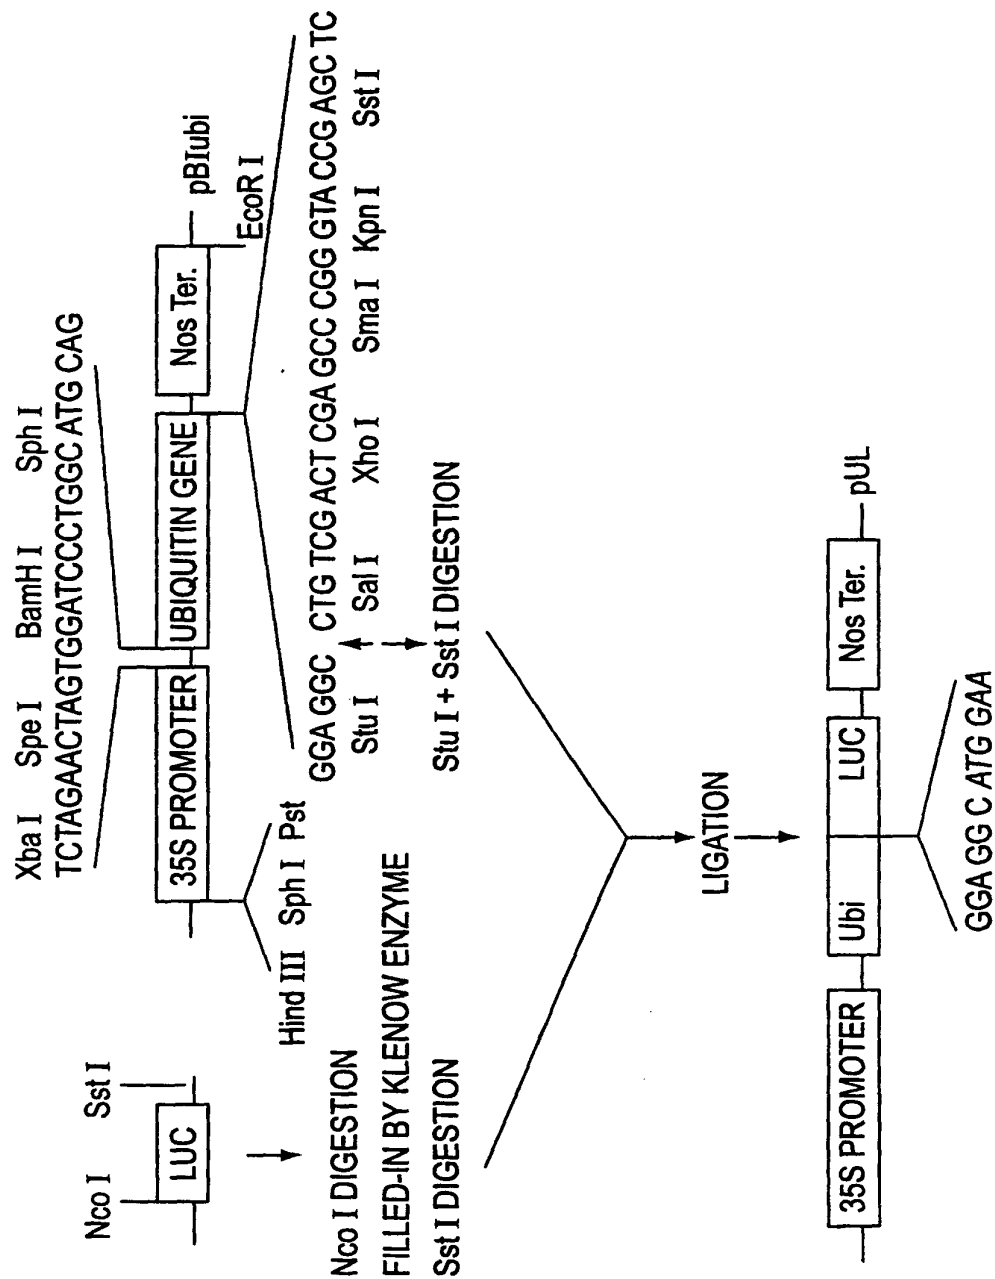 Nco I Sst I
LUC
Nco I DIGESTION
FILLED-IN BY KLENOW ENZYME
Sst I DIGESTION
Xba I Spe I BamH I Sph I
TCTAGAACTAGTGGATCCCTGGC ATG CAG
35S PROMOTER UBIQUITIN GENE Nos Ter. pBIubi
Hind III Sph I Pst
EcoR I
GGA GGC CTG TCG ACT CGA GCC CGG GTA CCG AGC TC
Stu I Sal I Xho I Sma I Kpn I Sst I
Stu I + Sst I DIGESTION
LIGATION
35S PROMOTER Ubi LUC Nos Ter. pUL
GGA GG C ATG GAA